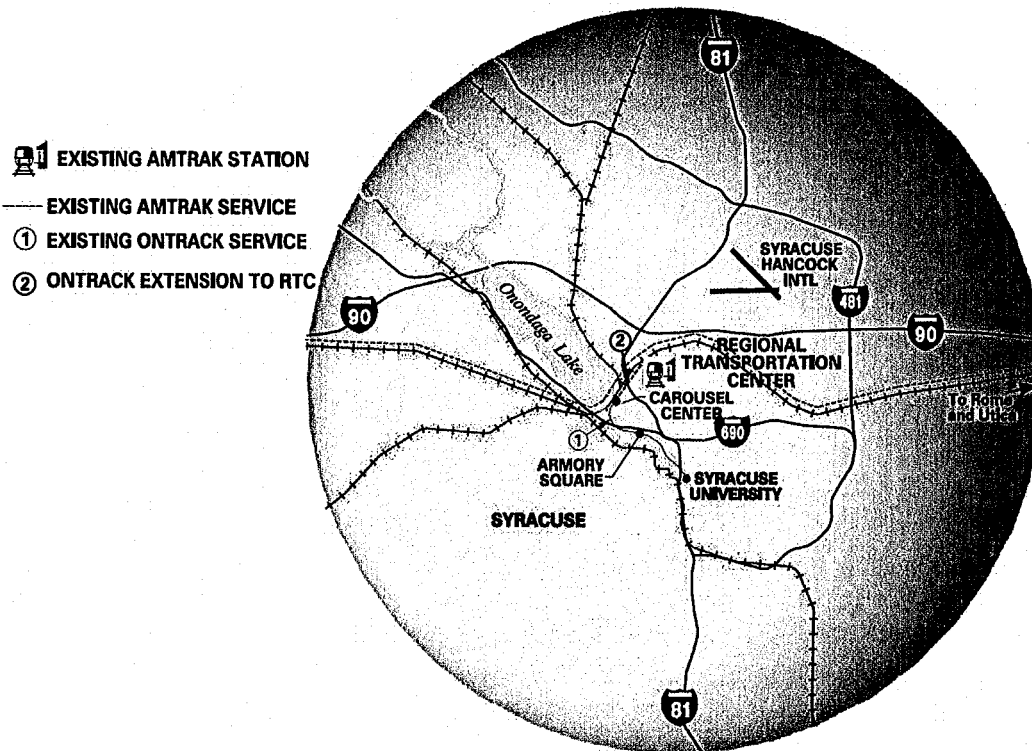 EXISTING AMTRAK STATION
EXISTING AMTRAK SERVICE
① EXISTING ONTRACK SERVICE
② ONTRACK EXTENSION TO RTC
81
SYRACUSE
HANCOCK
INTL
481
90
90
Onondaga Lake
②
REGIONAL
TRANSPORTATION
CENTER
CAROUSEL
CENTER
To Rome
and Utica
690
①
ARMORY
SQUARE
SYRACUSE
UNIVERSITY
SYRACUSE
81